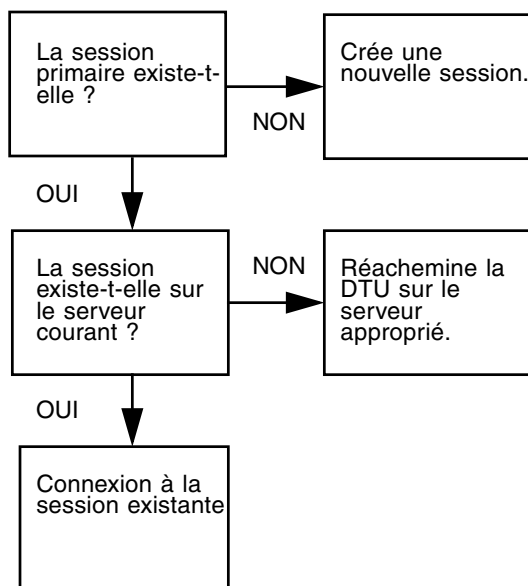 La session
primaire existe-t-
elle ?
Crée une
nouvelle session.
NON
OUI
La session
existe-t-elle sur
le serveur
courant ?
NON
Réachemine la
DTU sur le
serveur
approprié.
OUI
Connexion à la
session existante